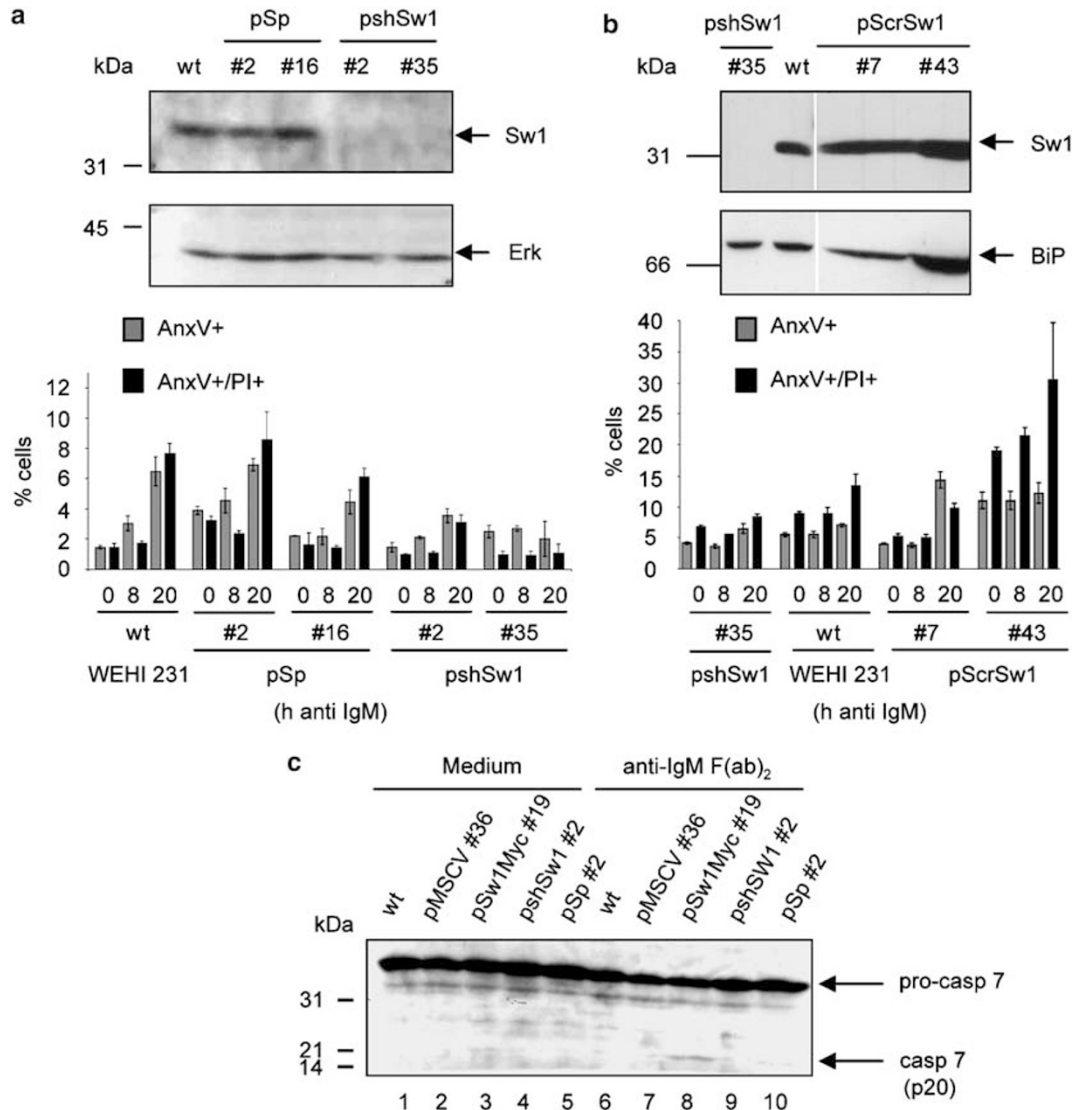 a
pSp pshSw1
kDa wt #2 #16 #2 #35
Sw1
31
45
Erk
AnxV+
AnxV+/PI+
% cells
12
10
8
6
4
2
0
0 8 20 0 8 20 0 8 20 0 8 20 0 8 20
wt #2 #16 #2 #35
WEHI 231 pSp pshSw1
(h anti IgM)
b
pshSw1 pScrSw1
kDa #35 wt #7 #43
Sw1
31
BiP
66
AnxV+
AnxV+/PI+
% cells
40
35
30
25
20
15
10
5
0
0 8 20 0 8 20 0 8 20 0 8 20
#35 wt #7 #43
pshSw1 WEHI 231 pScrSw1
(h anti IgM)
c
Medium anti-IgM F(ab)2
wt pMSCV #36 pSw1Myc #19 pshSw1 #2 pSp #2 wt pMSCV #36 pSw1Myc #19 pshSW1 #2 pSp #2
kDa
pro-casp 7
31
21
14
casp 7
(p20)
1 2 3 4 5 6 7 8 9 10